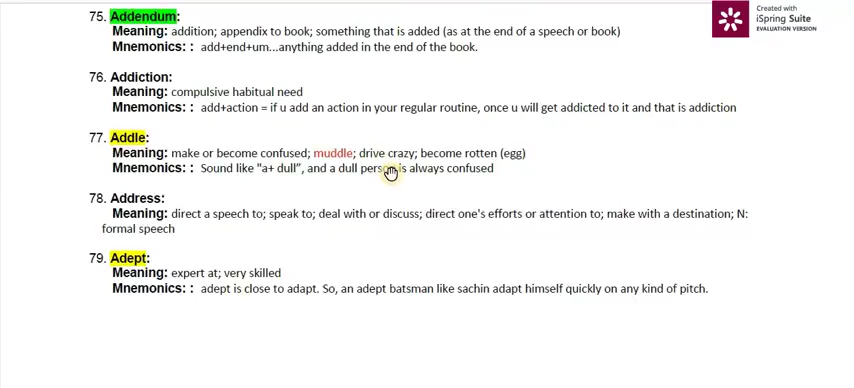 75. Addendum:
Meaning: addition; appendix to book; something that is added (as at the end of a speech or book)
Mnemonics: : add+end+um...anything added in the end of the book.
76. Addiction:
Meaning: compulsive habitual need
Mnemonics: : add+action = if u add an action in your regular routine, once u will get addicted to it and that is addiction
77. Addle:
Meaning: make or become confused; muddle; drive crazy; become rotten (egg)
Mnemonics: : Sound like "a+ dull”, and a dull person is always confused
78. Address:
Meaning: direct a speech to; speak to; deal with or discuss; direct one's efforts or attention to; make with a destination; N:
formal speech
79. Adept:
Meaning: expert at; very skilled
Mnemonics: : adept is close to adapt. So, an adept batsman like sachin adapt himself quickly on any kind of pitch.
Created with
iSpring Suite
EVALUATION VERSION